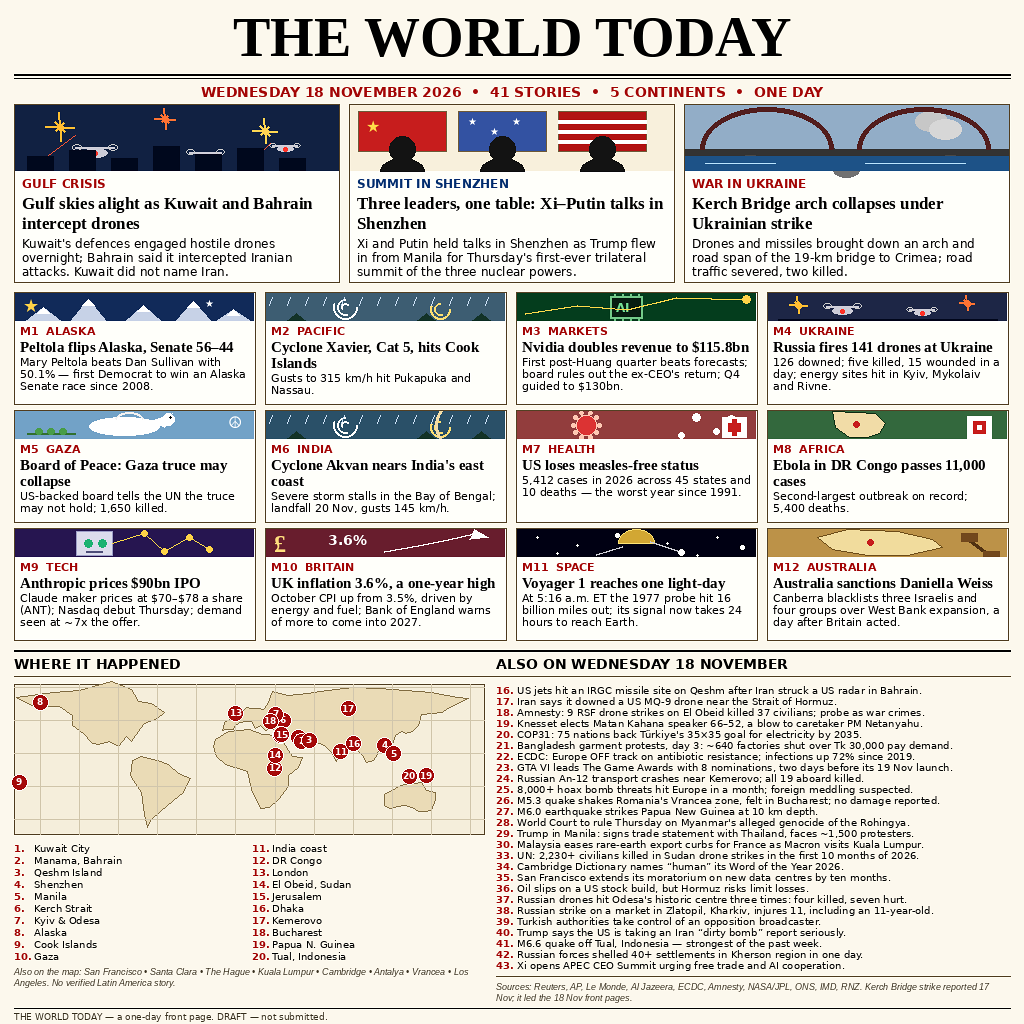 THE WORLD TODAY
WEDNESDAY 18 NOVEMBER 2026 • 41 STORIES • 5 CONTINENTS • ONE DAY
GULF CRISIS
Gulf skies alight as Kuwait and Bahrain
intercept drones
Kuwait's defences engaged hostile drones
overnight; Bahrain said it intercepted Iranian
attacks. Kuwait did not name Iran.
SUMMIT IN SHENZHEN
Three leaders, one table: Xi–Putin talks in
Shenzhen
Xi and Putin held talks in Shenzhen as Trump flew
in from Manila for Thursday's first-ever trilateral
summit of the three nuclear powers.
WAR IN UKRAINE
Kerch Bridge arch collapses under
Ukrainian strike
Drones and missiles brought down an arch and
road span of the 19-km bridge to Crimea; road
traffic severed, two killed.
M1 ALASKA
Peltola flips Alaska, Senate 56–44
Mary Peltola beats Dan Sullivan with
50.1% — first Democrat to win an Alaska
Senate race since 2008.
M2 PACIFIC
Cyclone Xavier, Cat 5, hits Cook
Islands
Gusts to 315 km/h hit Pukapuka and
Nassau.
AI
M3 MARKETS
Nvidia doubles revenue to $115.8bn
First post-Huang quarter beats forecasts;
board rules out the ex-CEO's return; Q4
guided to $130bn.
M4 UKRAINE
Russia fires 141 drones at Ukraine
126 downed; five killed, 15 wounded in a
day; energy sites hit in Kyiv, Mykolaiv
and Rivne.
M5 GAZA
Board of Peace: Gaza truce may
collapse
US-backed board tells the UN the truce
may not hold; 1,650 killed.
M6 INDIA
Cyclone Akvan nears India's east
coast
Severe storm stalls in the Bay of Bengal;
landfall 20 Nov, gusts 145 km/h.
M7 HEALTH
US loses measles-free status
5,412 cases in 2026 across 45 states and
10 deaths — the worst year since 1991.
M8 AFRICA
Ebola in DR Congo passes 11,000
cases
Second-largest outbreak on record;
5,400 deaths.
M9 TECH
Anthropic prices $90bn IPO
Claude maker prices at $70–$78 a share
(ANT); Nasdaq debut Thursday; demand
seen at ~7x the offer.
£ 3.6%
M10 BRITAIN
UK inflation 3.6%, a one-year high
October CPI up from 3.5%, driven by
energy and fuel; Bank of England warns
of more to come into 2027.
M11 SPACE
Voyager 1 reaches one light-day
At 5:16 a.m. ET the 1977 probe hit 16
billion miles out; its signal now takes 24
hours to reach Earth.
M12 AUSTRALIA
Australia sanctions Daniella Weiss
Canberra blacklists three Israelis and
four groups over West Bank expansion, a
day after Britain acted.
WHERE IT HAPPENED
8
13
7
6
18
17
15
3
16
11
4
5
14
12
9
20
19
1. Kuwait City
2. Manama, Bahrain
3. Qeshm Island
4. Shenzhen
5. Manila
6. Kerch Strait
7. Kyiv & Odesa
8. Alaska
9. Cook Islands
10. Gaza
11. India coast
12. DR Congo
13. London
14. El Obeid, Sudan
15. Jerusalem
16. Dhaka
17. Kemerovo
18. Bucharest
19. Papua N. Guinea
20. Tual, Indonesia
Also on the map: San Francisco • Santa Clara • The Hague • Kuala Lumpur • Cambridge • Antalya • Vrancea • Los
Angeles. No verified Latin America story.
ALSO ON WEDNESDAY 18 NOVEMBER
16. US jets hit an IRGC missile site on Qeshm after Iran struck a US radar in Bahrain.
17. Iran says it downed a US MQ-9 drone near the Strait of Hormuz.
18. Amnesty: 9 RSF drone strikes on El Obeid killed 37 civilians; probe as war crimes.
19. Knesset elects Matan Kahana speaker 66–52, a blow to caretaker PM Netanyahu.
20. COP31: 75 nations back Türkiye's 35×35 goal for electricity by 2035.
21. Bangladesh garment protests, day 3: ~640 factories shut over Tk 30,000 pay demand.
22. ECDC: Europe OFF track on antibiotic resistance; infections up 72% since 2019.
23. GTA VI leads The Game Awards with 8 nominations, two days before its 19 Nov launch.
24. Russian An-12 transport crashes near Kemerovo; all 19 aboard killed.
25. 8,000+ hoax bomb threats hit Europe in a month; foreign meddling suspected.
26. M5.3 quake shakes Romania's Vrancea zone, felt in Bucharest; no damage reported.
27. M6.0 earthquake strikes Papua New Guinea at 10 km depth.
28. World Court to rule Thursday on Myanmar's alleged genocide of the Rohingya.
29. Trump in Manila: signs trade statement with Thailand, faces ~1,500 protesters.
30. Malaysia eases rare-earth export curbs for France as Macron visits Kuala Lumpur.
33. UN: 2,230+ civilians killed in Sudan drone strikes in the first 10 months of 2026.
34. Cambridge Dictionary names “human” its Word of the Year 2026.
35. San Francisco extends its moratorium on new data centres by ten months.
36. Oil slips on a US stock build, but Hormuz risks limit losses.
37. Russian drones hit Odesa's historic centre three times: four killed, seven hurt.
38. Russian strike on a market in Zlatopil, Kharkiv, injures 11, including an 11-year-old.
39. Turkish authorities take control of an opposition broadcaster.
40. Trump says the US is taking an Iran “dirty bomb” report seriously.
41. M6.6 quake off Tual, Indonesia — strongest of the past week.
42. Russian forces shelled 40+ settlements in Kherson region in one day.
43. Xi opens APEC CEO Summit urging free trade and AI cooperation.
Sources: Reuters, AP, Le Monde, Al Jazeera, ECDC, Amnesty, NASA/JPL, ONS, IMD, RNZ. Kerch Bridge strike reported 17
Nov; it led the 18 Nov front pages.
THE WORLD TODAY — a one-day front page. DRAFT — not submitted.